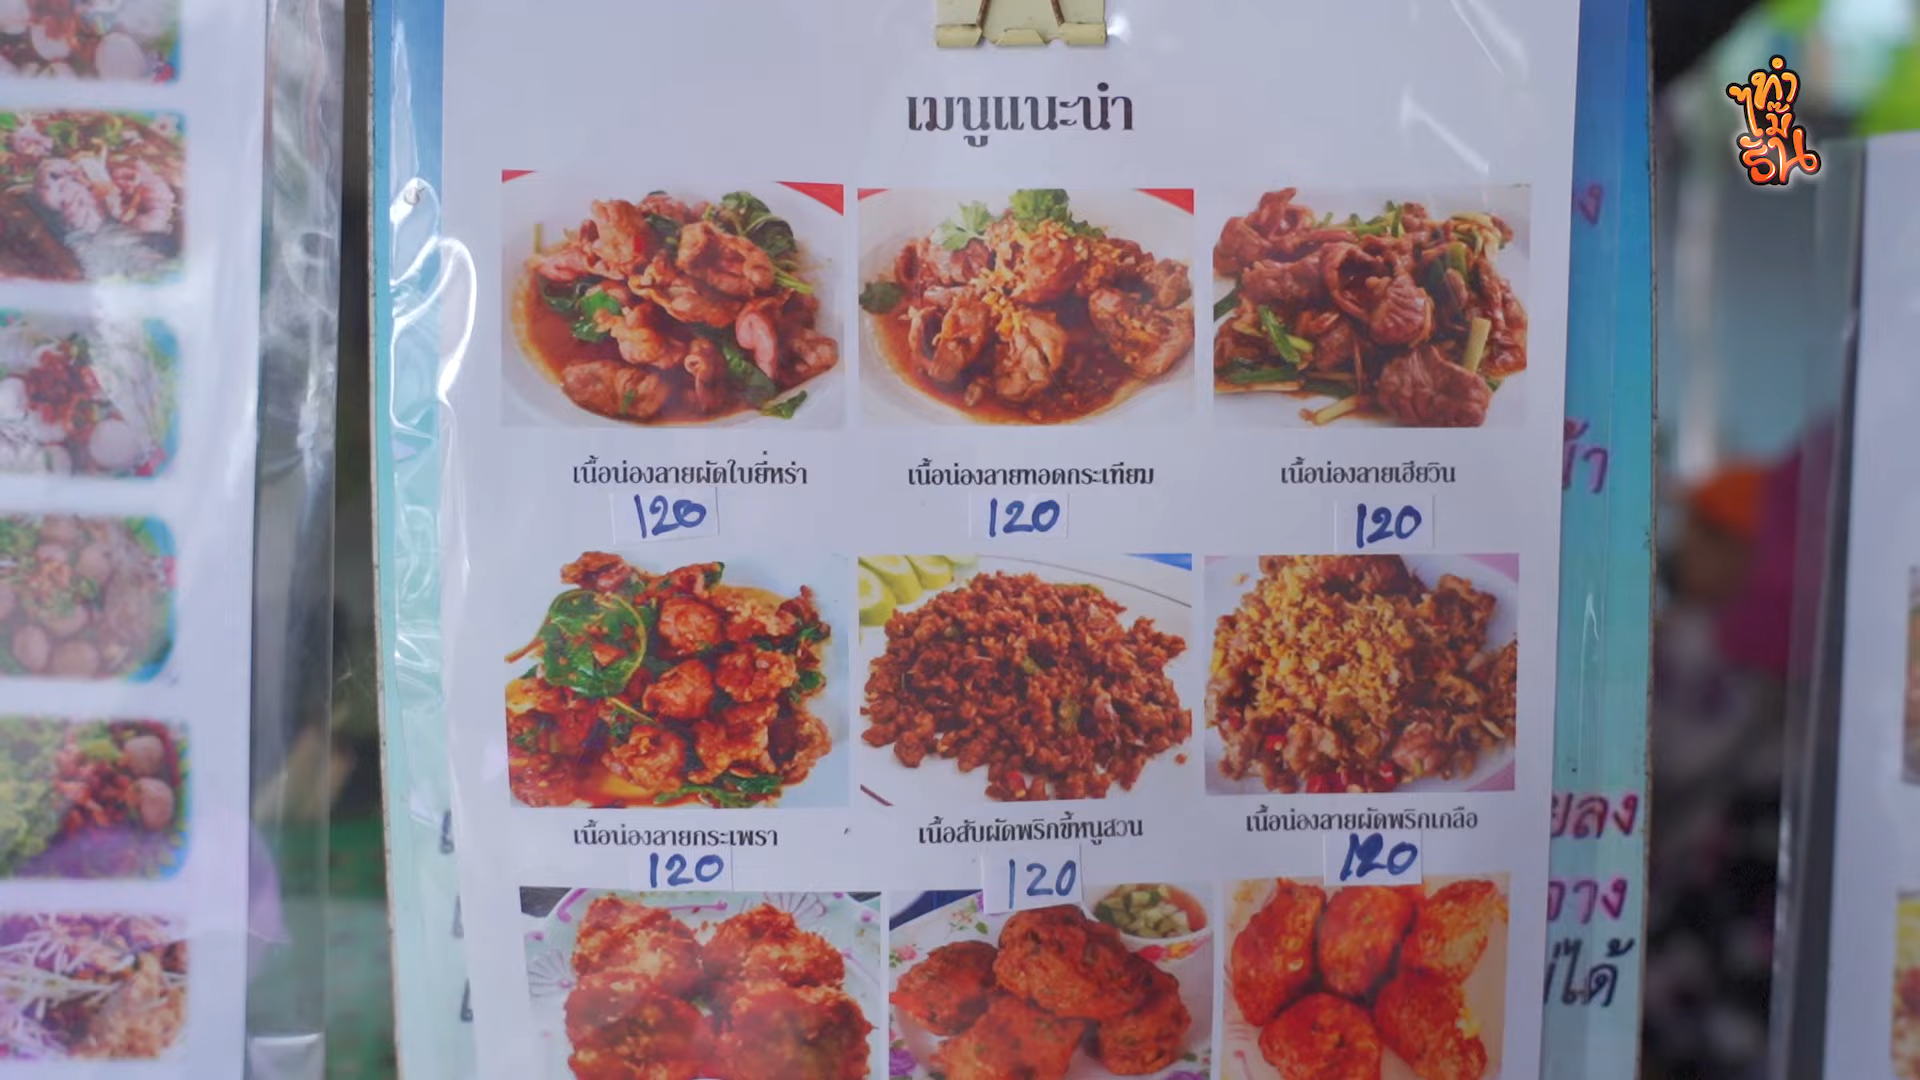 เมนูแนะนำ
ทำ
ไม๊
ธัน
เนื้อน่องลายผัดใบยี่หร่า
เนื้อน่องลายทอดกระเทียม
เนื้อน่องลายเฮียวิน
120
120
120
เนื้อน่องลายกระเพรา
เนื้อสับผัดพริกขี้หนูสวน
เนื้อน่องลายผัดพริกเกลือ
120
120
120